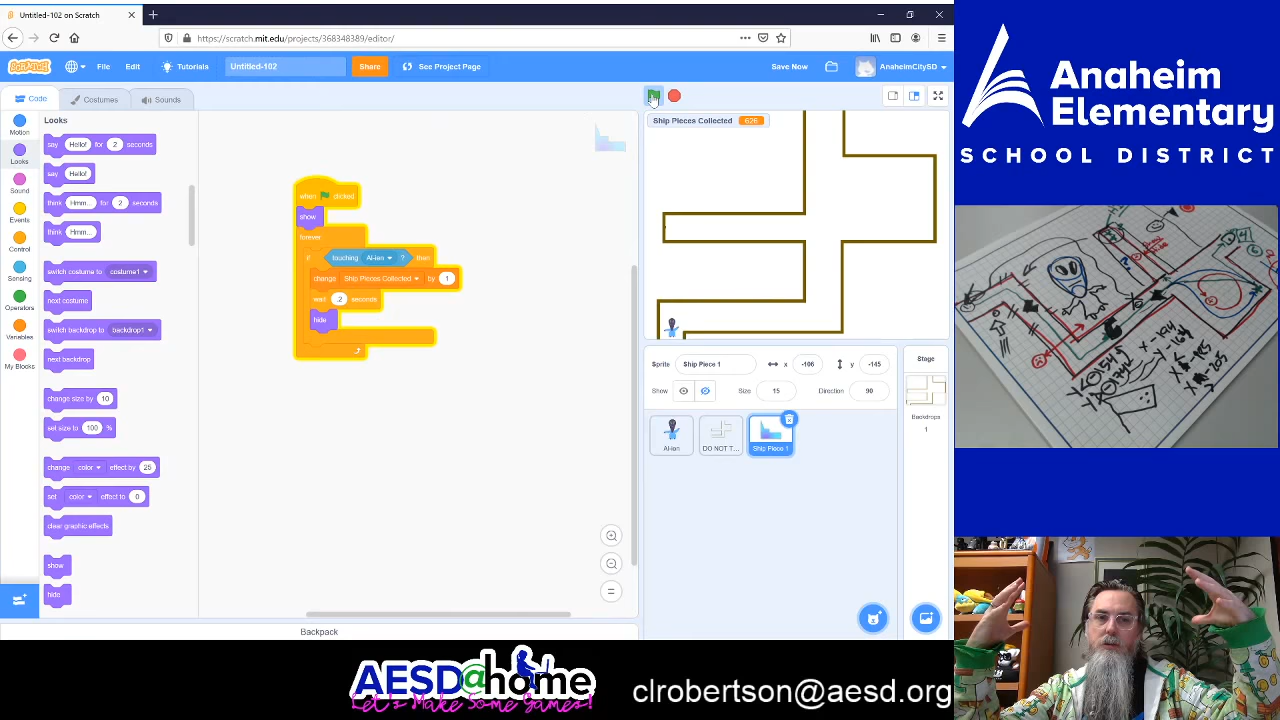 Untitled-102 on Scratch
https://scratch.mit.edu/projects/368348389/editor/
SCRATCH
File
Edit
Tutorials
Untitled-102
Share
See Project Page
Save Now
AnaheimCitySD
Code
Costumes
Sounds
Motion
Looks
Sound
Events
Control
Sensing
Operators
Variables
My Blocks
Looks
say Hello! for 2 seconds
say Hello!
think Hmm... for 2 seconds
think Hmm...
switch costume to costume1
next costume
switch backdrop to backdrop1
next backdrop
change size by 10
set size to 100 %
change color effect by 25
set color effect to 0
clear graphic effects
show
hide
when clicked
show
forever
if touching Al-ien ? then
change Ship Pieces Collected by 1
wait .2 seconds
hide
Backpack
Ship Pieces Collected 626
Sprite Ship Piece 1 x -106 y -145
Show Size 15 Direction 90
Al-ien
DO NOT T...
Ship Piece 1
Stage
Backdrops
1
Anaheim
Elementary
SCHOOL DISTRICT
AESD@home
Let's Make Some Games!
clrobertson@aesd.org